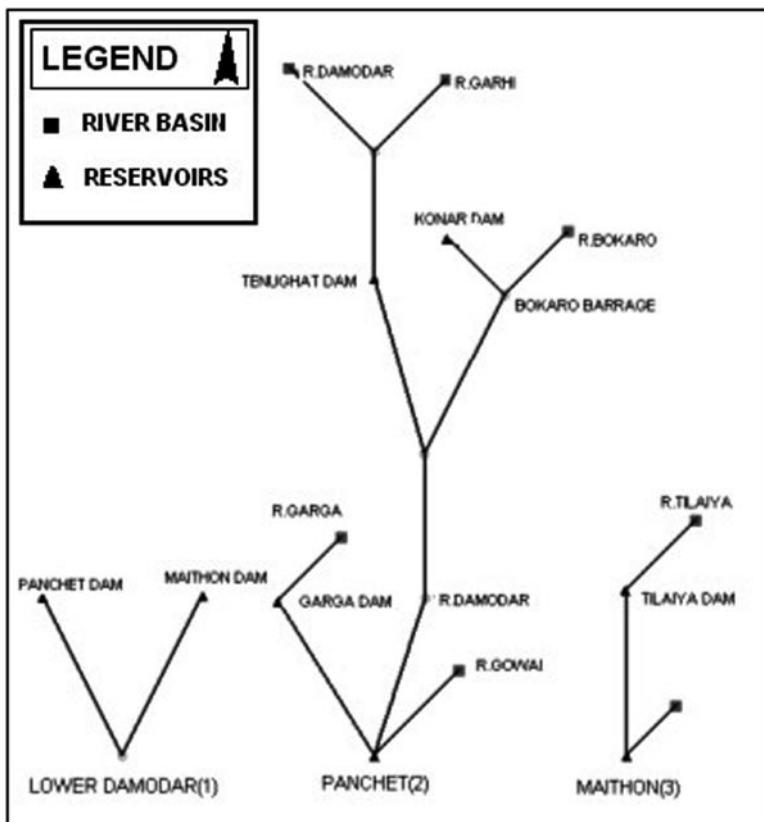 LEGEND
RIVER BASIN
RESERVOIRS
R.DAMODAR
R.GARHI
KONAR DAM
R.BOKARO
TENUGHAT DAM
BOKARO BARRAGE
R.GARGA
R.TILAIYA
PANCHET DAM
MAITHON DAM
GARGA DAM
R.DAMODAR
TILAIYA DAM
R.GOWAI
LOWER DAMODAR(1)
PANCHET(2)
MAITHON(3)